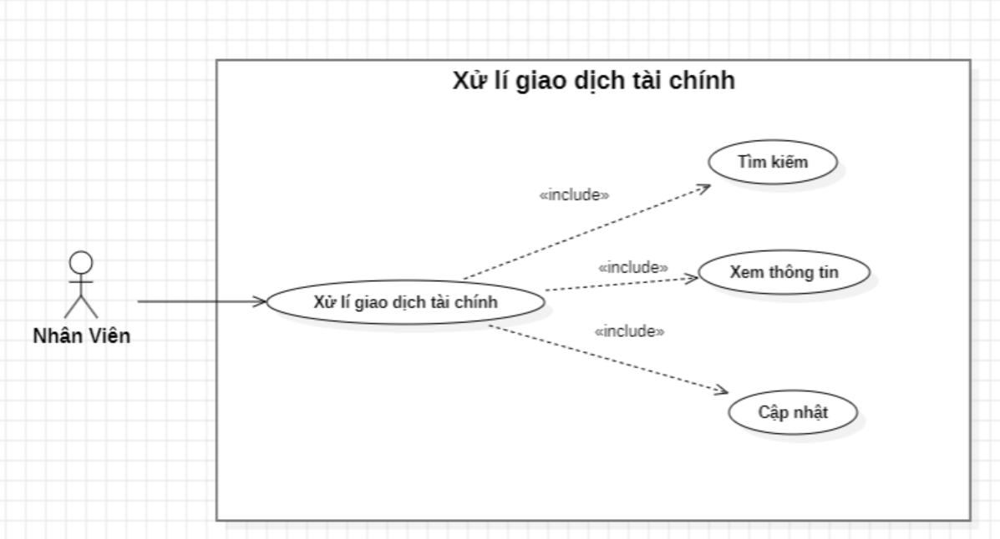 Xử lí giao dịch tài chính
Tìm kiếm
«include»
«include»
Xem thông tin
Xử lí giao dịch tài chính
«include»
Nhân Viên
Cập nhật